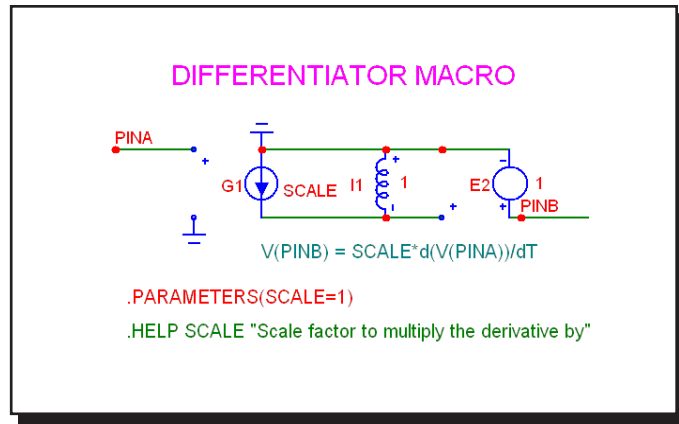 DIFFERENTIATOR MACRO
PINA
G1
SCALE
I1
1
E2
1
PINB
V(PINB) = SCALE*d(V(PINA))/dT
.PARAMETERS(SCALE=1)
.HELP SCALE "Scale factor to multiply the derivative by"